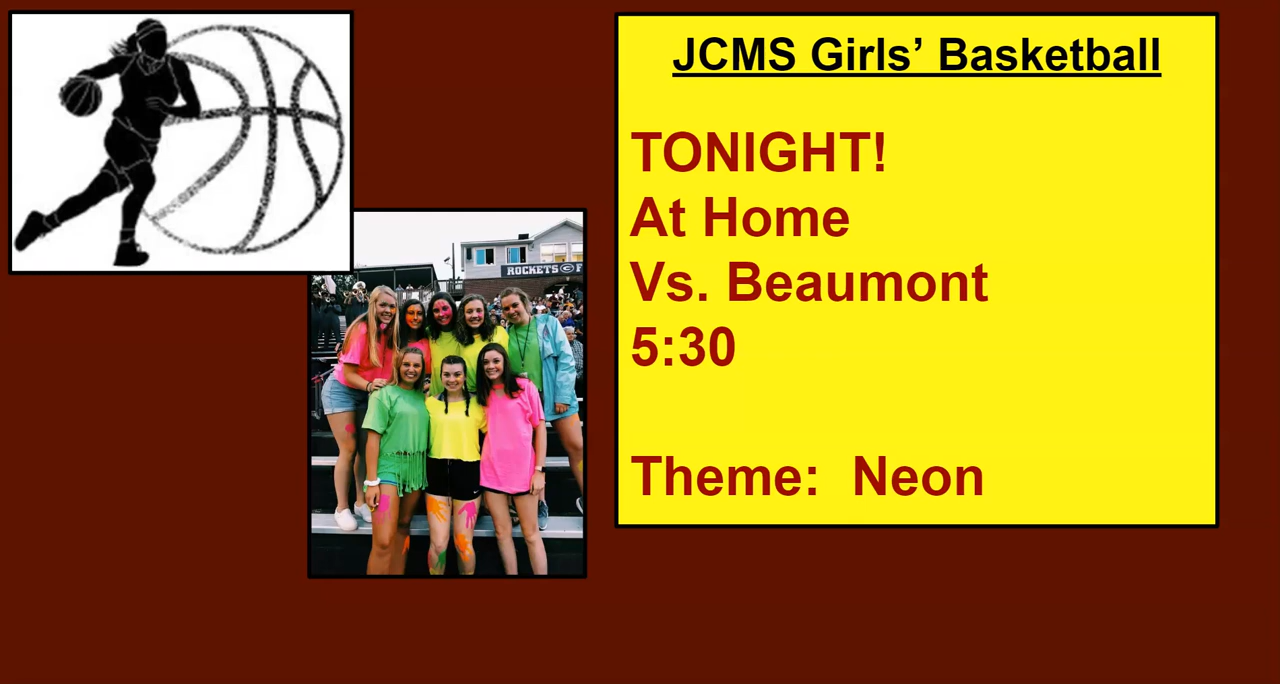 JCMS Girls’ Basketball
TONIGHT!
At Home
Vs. Beaumont
5:30
Theme: Neon
ROCKETS G F